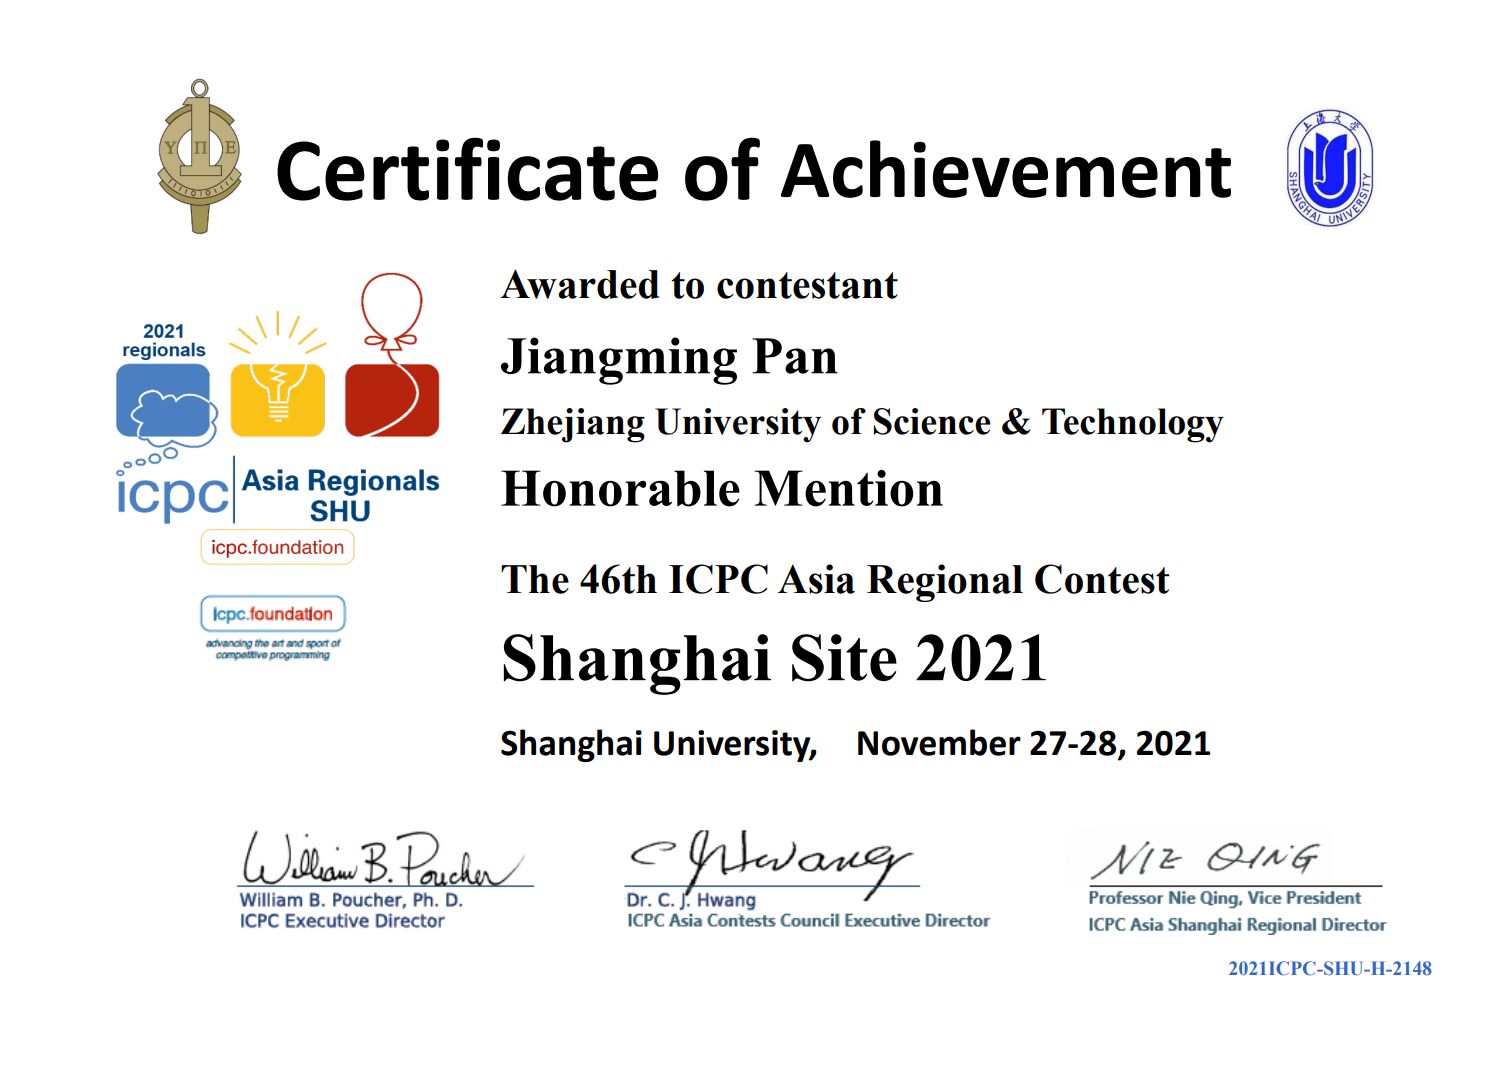 Certificate of Achievement
Υ Π Ε
上海大学
SHANGHAI UNIVERSITY
Awarded to contestant
Jiangming Pan
Zhejiang University of Science & Technology
Honorable Mention
The 46th ICPC Asia Regional Contest
Shanghai Site 2021
Shanghai University, November 27-28, 2021
2021
regionals
icpc
Asia Regionals
SHU
icpc.foundation
icpc.foundation
advancing the art and sport of
competitive programming
William B. Poucher
William B. Poucher, Ph. D.
ICPC Executive Director
C J Hwang
Dr. C. J. Hwang
ICPC Asia Contests Council Executive Director
NIE QING
Professor Nie Qing, Vice President
ICPC Asia Shanghai Regional Director
2021ICPC-SHU-H-2148